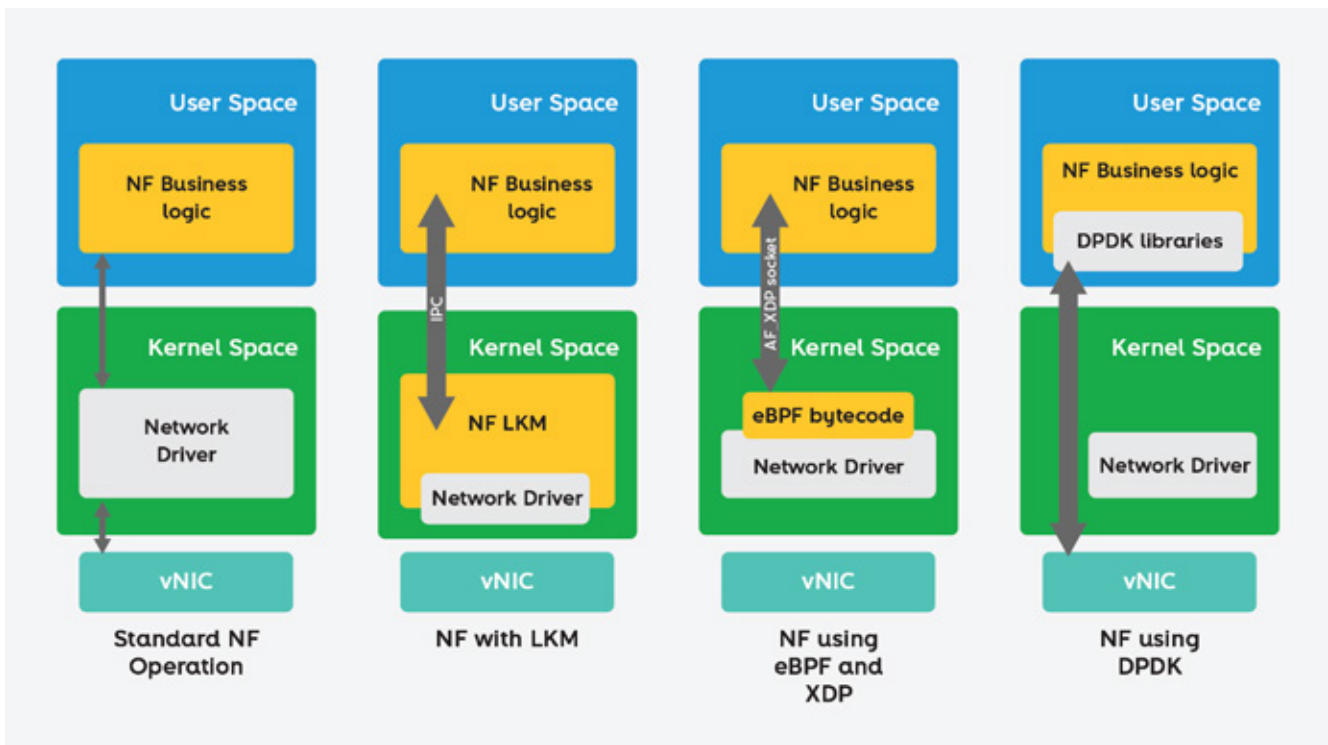 User Space
NF Business
logic
Kernel Space
Network
Driver
vNIC
Standard NF
Operation
User Space
NF Business
logic
IPC
Kernel Space
NF LKM
Network Driver
vNIC
NF with LKM
User Space
NF Business
logic
AF_XDP socket
Kernel Space
eBPF bytecode
Network Driver
vNIC
NF using
eBPF and
XDP
User Space
NF Business logic
DPDK libraries
Kernel Space
Network Driver
vNIC
NF using
DPDK